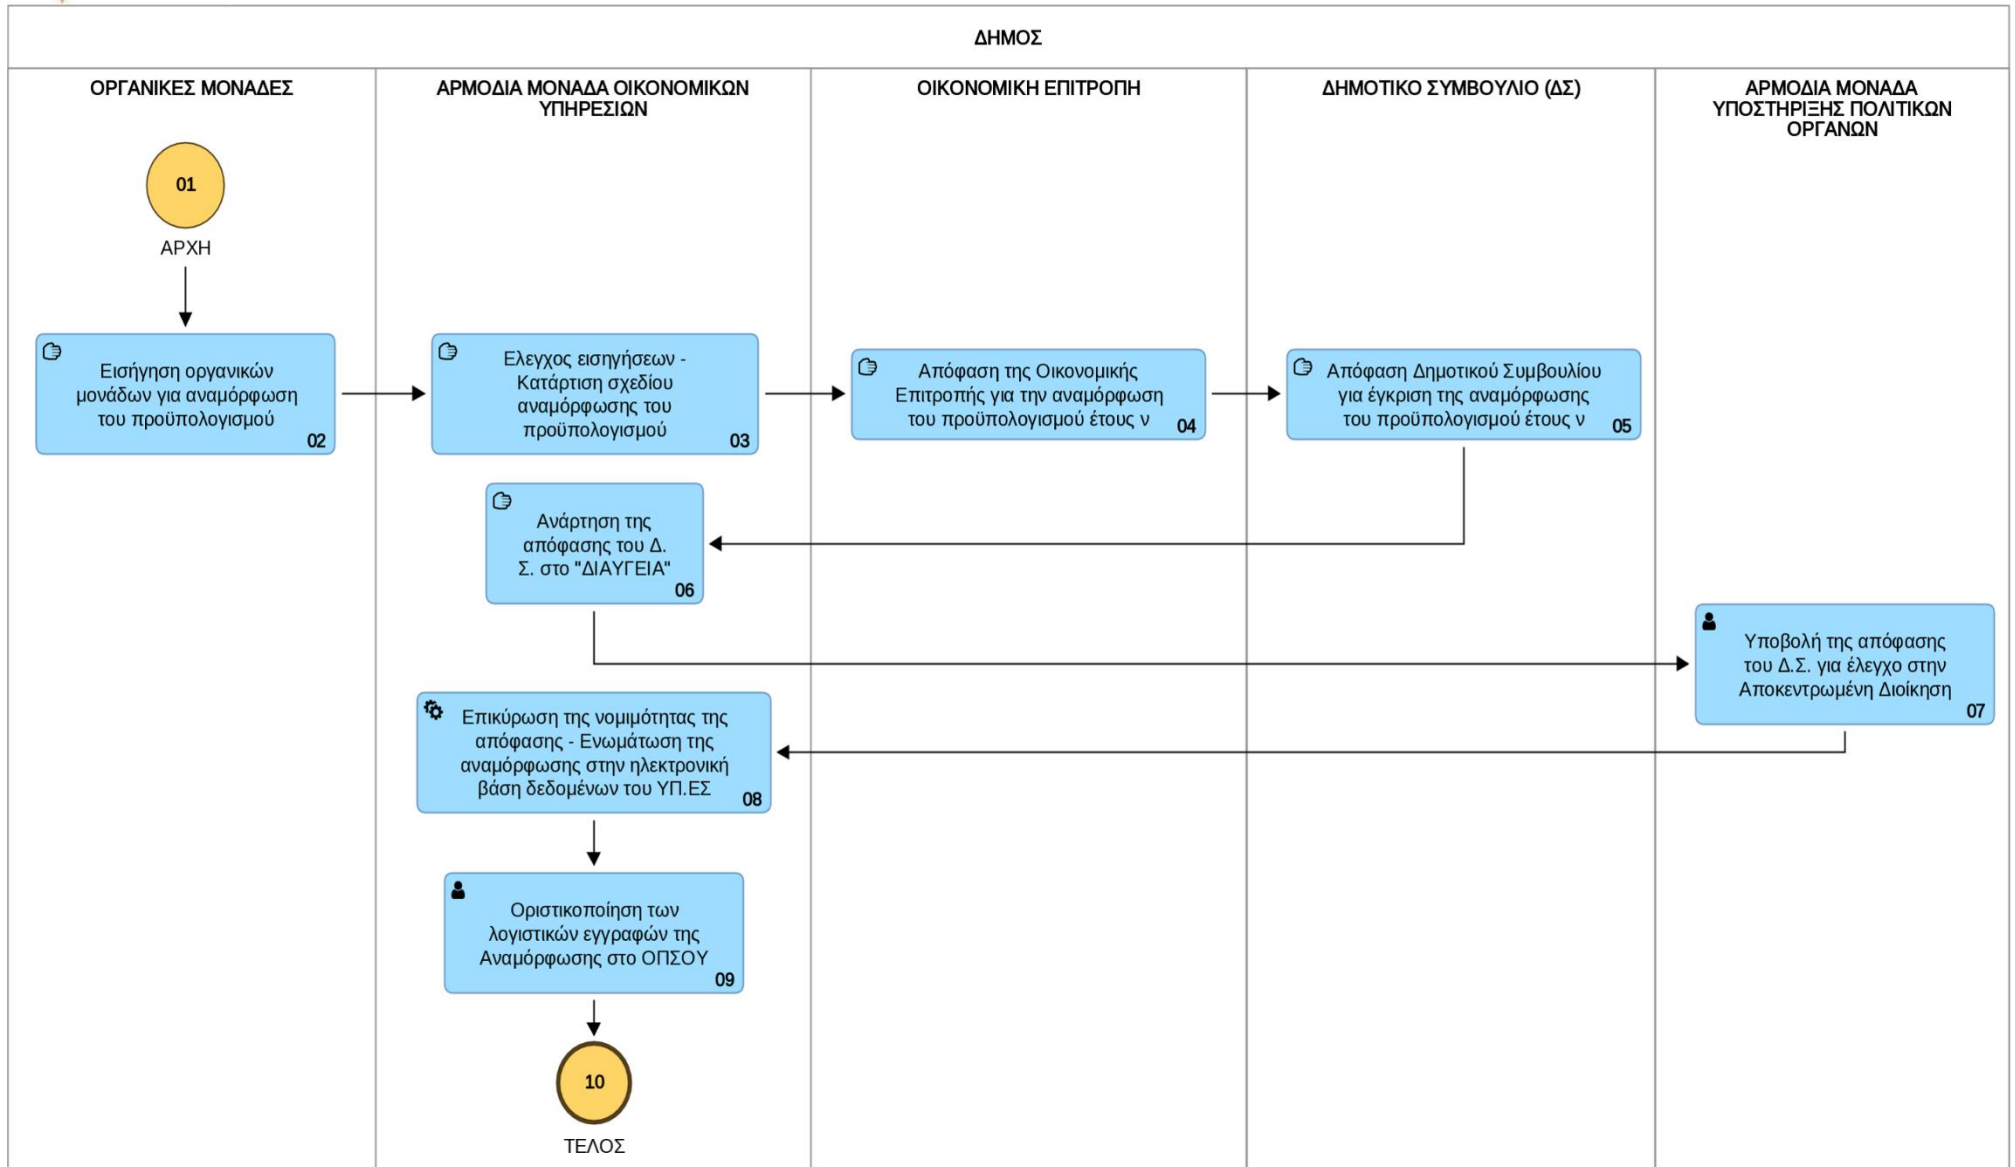 ΔΗΜΟΣ
ΟΡΓΑΝΙΚΕΣ ΜΟΝΑΔΕΣ
ΑΡΜΟΔΙΑ ΜΟΝΑΔΑ ΟΙΚΟΝΟΜΙΚΩΝ
ΥΠΗΡΕΣΙΩΝ
ΟΙΚΟΝΟΜΙΚΗ ΕΠΙΤΡΟΠΗ
ΔΗΜΟΤΙΚΟ ΣΥΜΒΟΥΛΙΟ (ΔΣ)
ΑΡΜΟΔΙΑ ΜΟΝΑΔΑ
ΥΠΟΣΤΗΡΙΞΗΣ ΠΟΛΙΤΙΚΩΝ
ΟΡΓΑΝΩΝ
01
ΑΡΧΗ
Εισήγηση οργανικών
μονάδων για αναμόρφωση
του προϋπολογισμού
02
Ελεγχος εισηγήσεων -
Κατάρτιση σχεδίου
αναμόρφωσης του
προϋπολογισμού
03
Απόφαση της Οικονομικής
Επιτροπής για την αναμόρφωση
του προϋπολογισμού έτους ν
04
Απόφαση Δημοτικού Συμβουλίου
για έγκριση της αναμόρφωσης
του προϋπολογισμού έτους ν
05
Ανάρτηση της
απόφασης του Δ.
Σ. στο "ΔΙΑΥΓΕΙΑ"
06
Υποβολή της απόφασης
του Δ.Σ. για έλεγχο στην
Αποκεντρωμένη Διοίκηση
07
Επικύρωση της νομιμότητας της
απόφασης - Ενωμάτωση της
αναμόρφωσης στην ηλεκτρονική
βάση δεδομένων του ΥΠ.ΕΣ
08
Οριστικοποίηση των
λογιστικών εγγραφών της
Αναμόρφωσης στο ΟΠΣΟΥ
09
10
ΤΕΛΟΣ